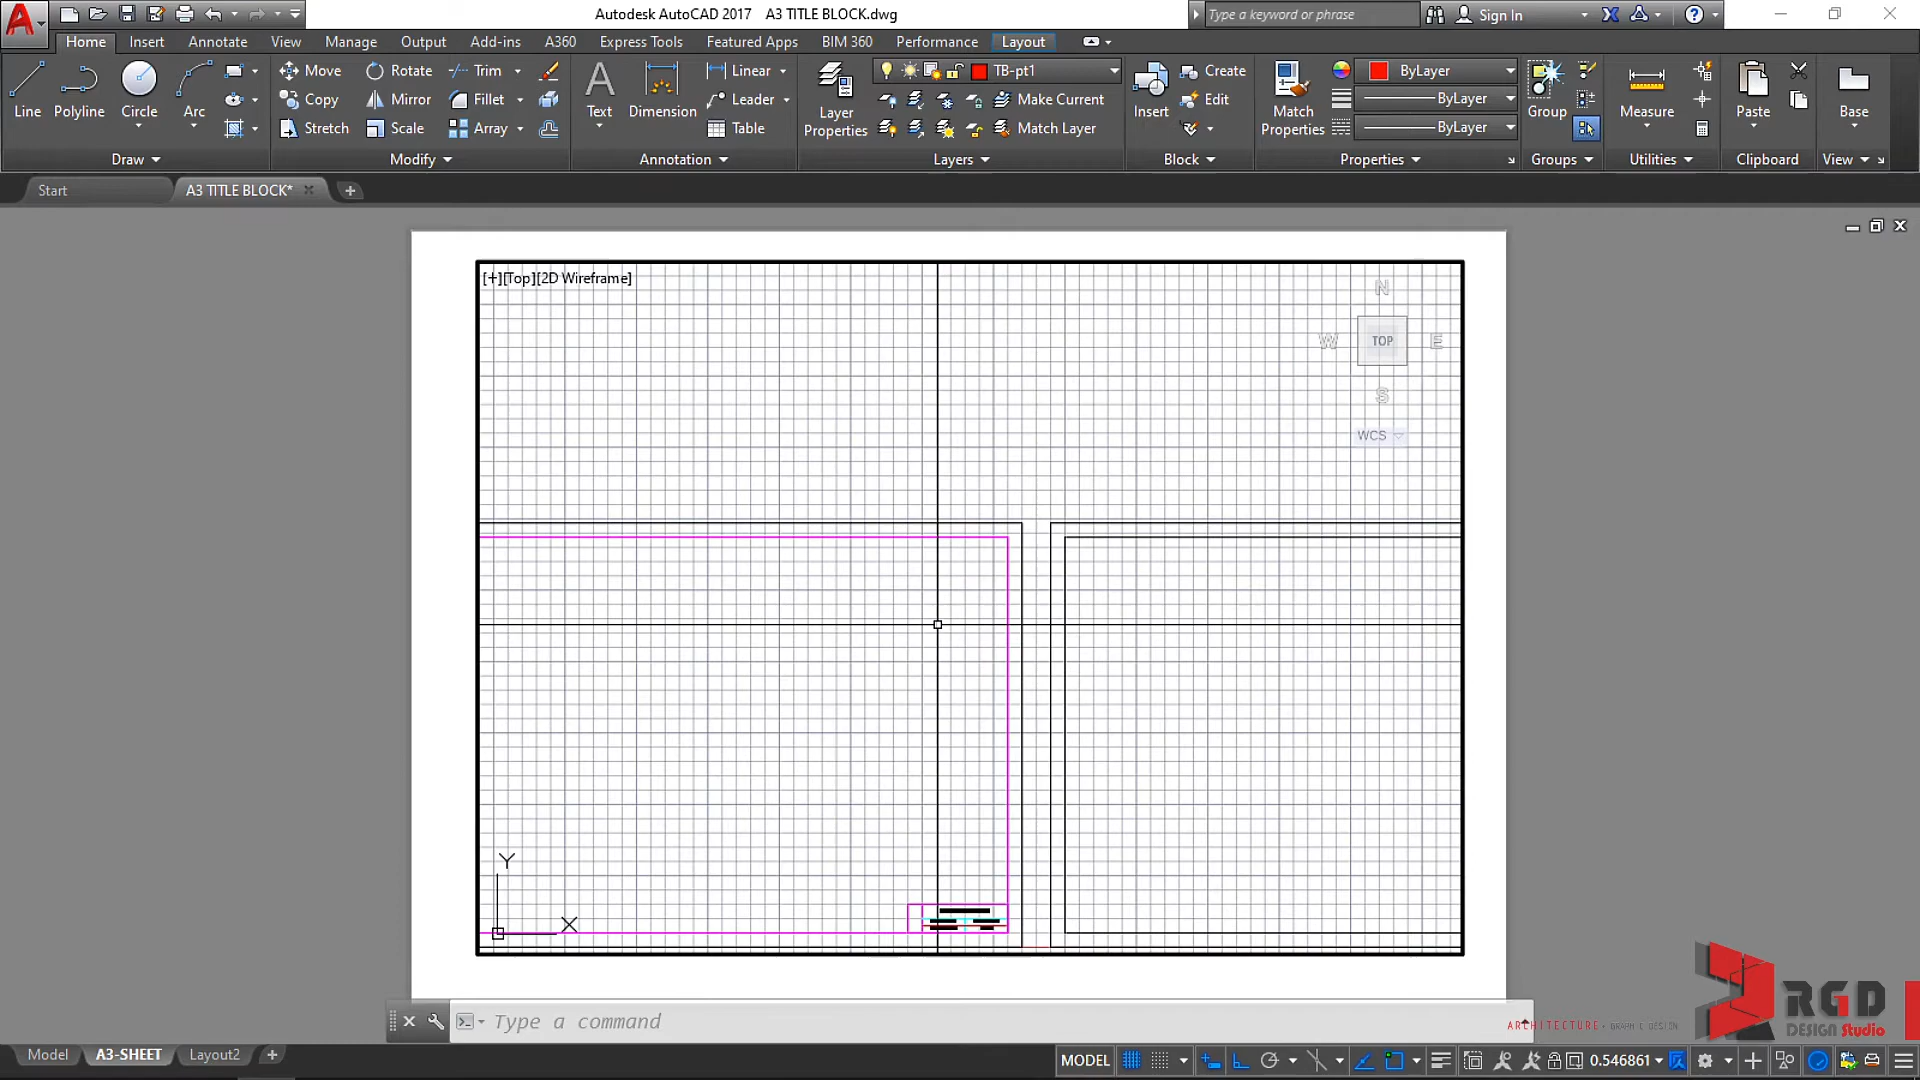 Autodesk AutoCAD 2017 A3 TITLE BLOCK.dwg
Type a keyword or phrase
Sign In
Home Insert Annotate View Manage Output Add-ins A360 Express Tools Featured Apps BIM 360 Performance Layout
Line Polyline Circle Arc
Draw
Move Rotate Trim
Copy Mirror Fillet
Stretch Scale Array
Modify
Text Dimension
Linear
Leader
Table
Annotation
Layer Properties
TB-pt1
Make Current
Match Layer
Layers
Insert
Create
Edit
Block
Match Properties
ByLayer
ByLayer
ByLayer
Properties
Group
Groups
Measure
Utilities
Paste
Clipboard
Base
View
Start A3 TITLE BLOCK*
[+][Top][2D Wireframe]
N
W TOP E
S
WCS
Y
X
Type a command
RGD
DESIGN Studio
ARCHITECTURE • GRAPHIC DESIGN
Model A3-SHEET Layout2
MODEL 0.546861